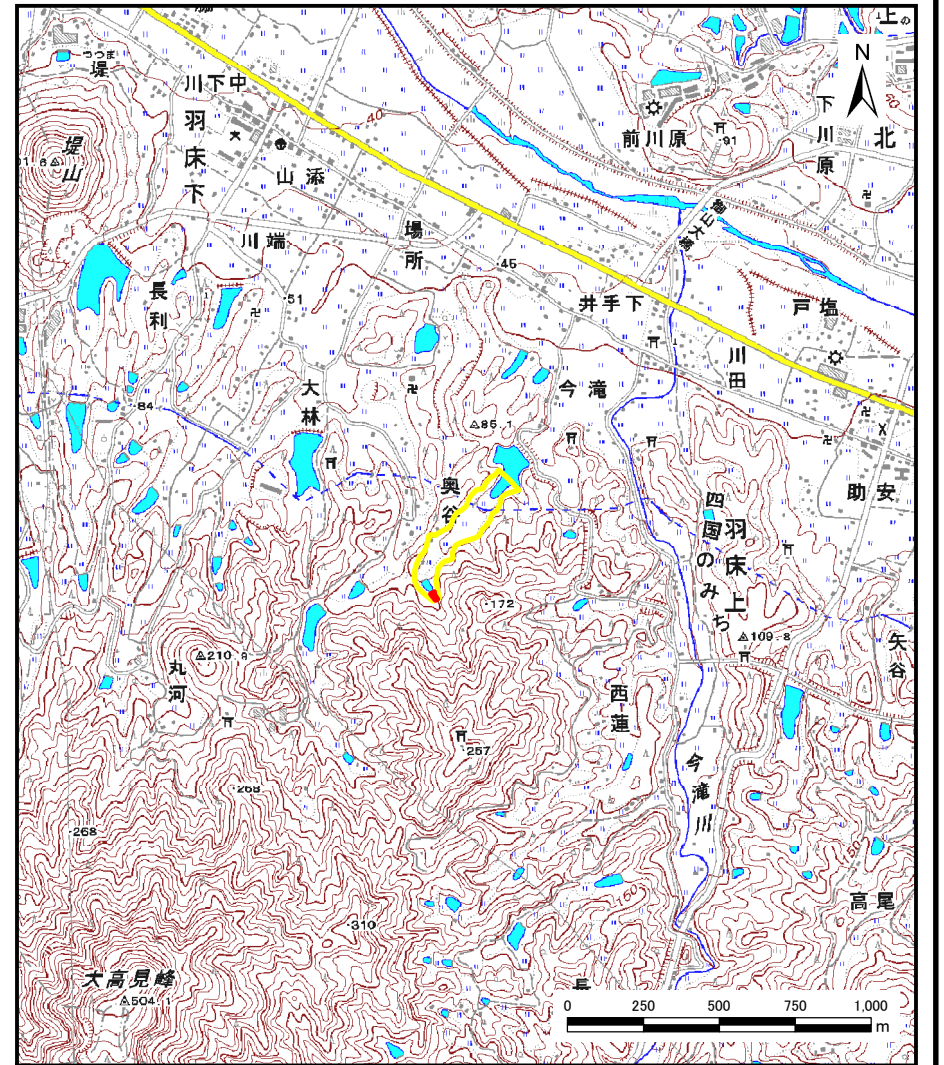 上の
つつま
堤
川下中
N
40
前川原
91
下川原
北
羽床下
堤山
山添
川端
場所
45
長利
51
井手下
戸塩
川田
大林
今滝
84
85.1
奥谷
助安
四国のみち
羽床上
172
109.8
矢谷
210.9
丸河
西蓮
257
268
268
今滝川
150
高尾
310
大高見峰
504.1
長
0 250 500 750 1,000
m